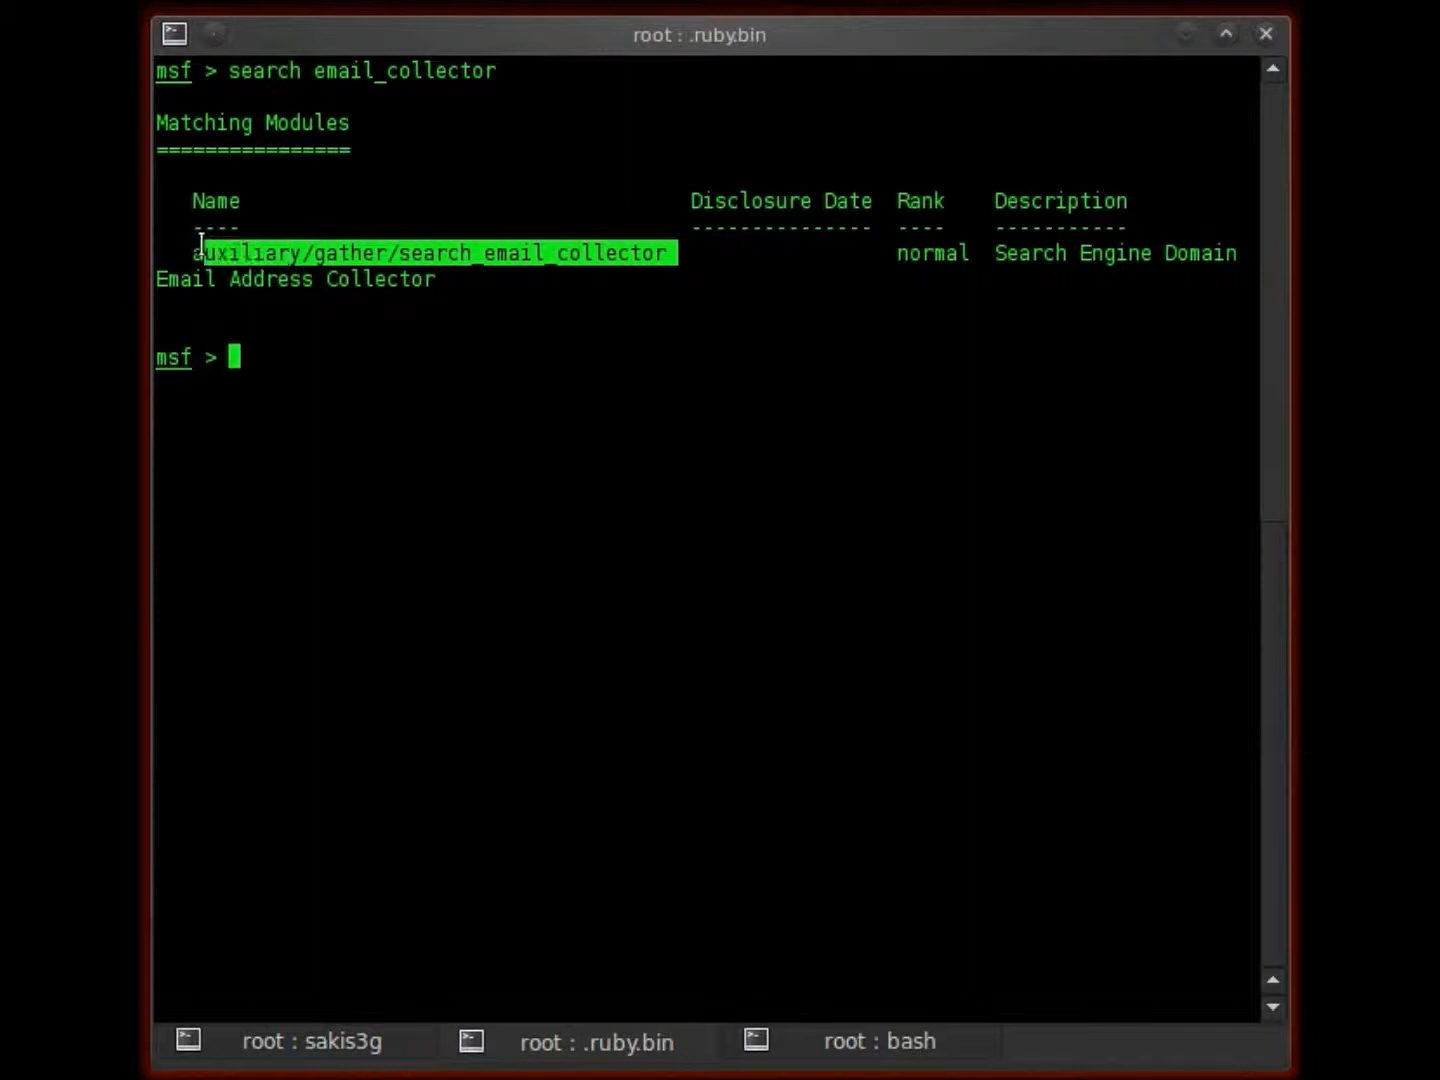 root : .ruby.bin
msf > search email_collector
Matching Modules
================
Name Disclosure Date Rank Description
---- --------------- ---- -----------
auxiliary/gather/search_email_collector normal Search Engine Domain
Email Address Collector
msf >
root : sakis3g root : .ruby.bin root : bash